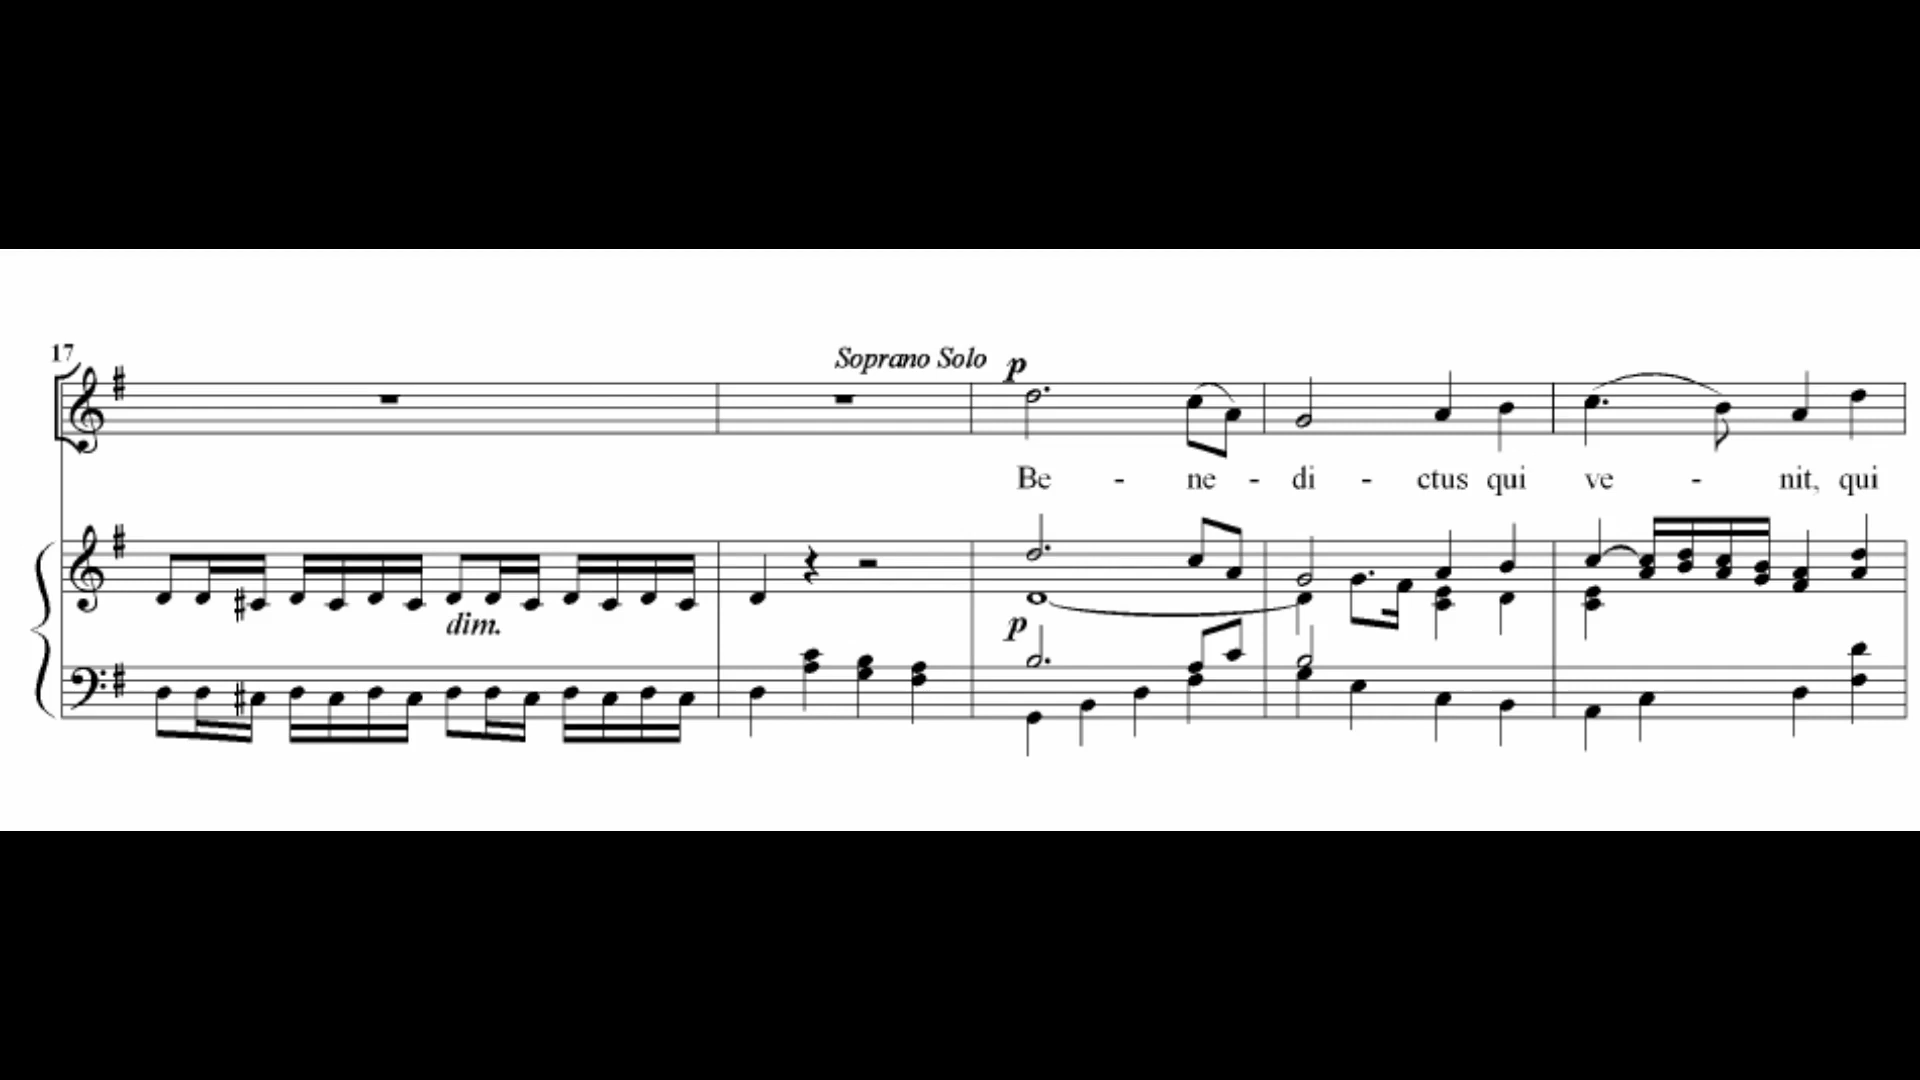 17
Soprano Solo p
Be - ne - di - ctus qui ve - nit, qui
dim.
p